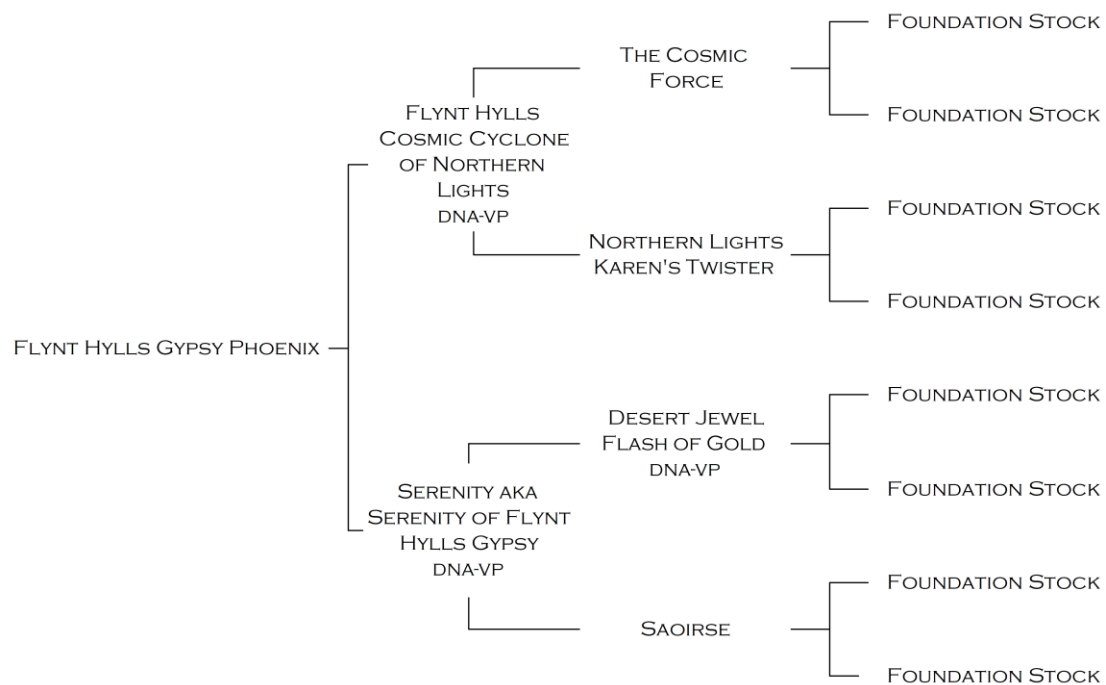 Foundation Stock
The Cosmic
Force
Foundation Stock
Flynt Hylls
Cosmic Cyclone
of Northern
Lights
DNA-VP
Foundation Stock
Northern Lights
Karen's Twister
Foundation Stock
Flynt Hylls Gypsy Phoenix
Foundation Stock
Desert Jewel
Flash of Gold
DNA-VP
Foundation Stock
Serenity aka
Serenity of Flynt
Hylls Gypsy
DNA-VP
Foundation Stock
Saoirse
Foundation Stock